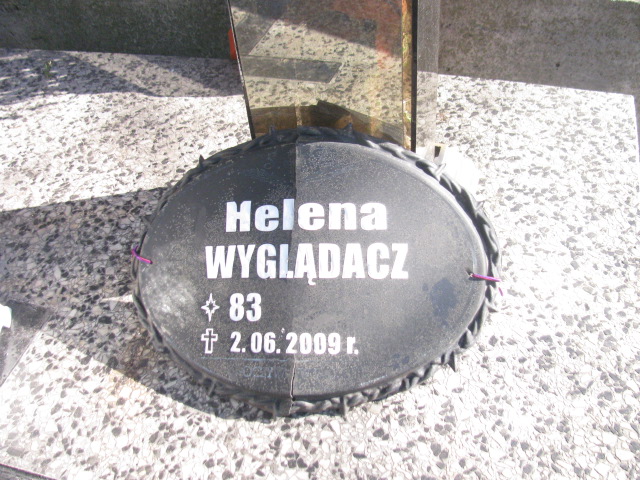 Helena
WYGLĄDACZ
83
2.06.2009 r.